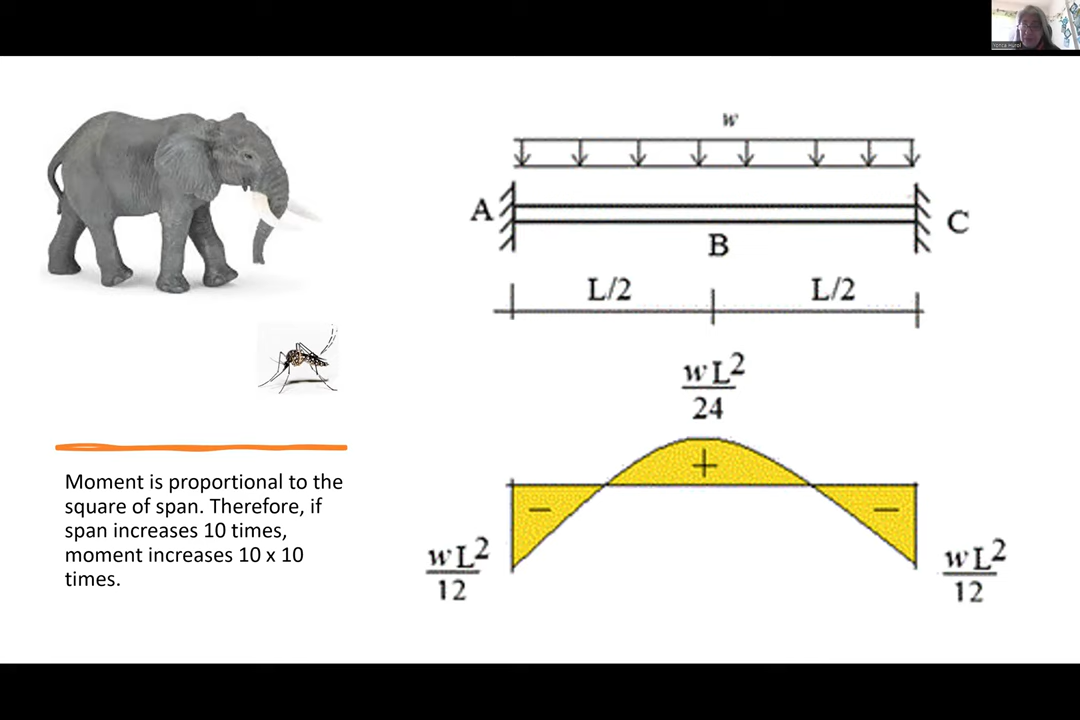 w
A
C
B
L/2 L/2
wL2
24
+
− −
wL2
12
wL2
12
Moment is proportional to the
square of span. Therefore, if
span increases 10 times,
moment increases 10 x 10
times.